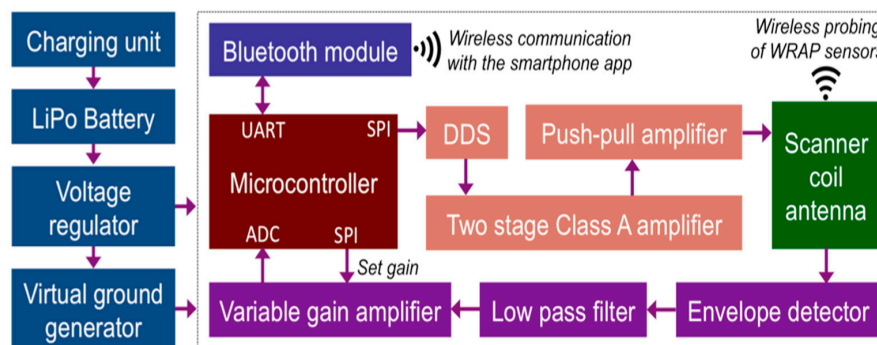 Charging unit
LiPo Battery
Voltage
regulator
Virtual ground
generator
Bluetooth module
Wireless communication
with the smartphone app
Wireless probing
of WRAP sensors
UART
SPI
Microcontroller
ADC
SPI
Set gain
DDS
Push-pull amplifier
Two stage Class A amplifier
Scanner
coil
antenna
Variable gain amplifier
Low pass filter
Envelope detector